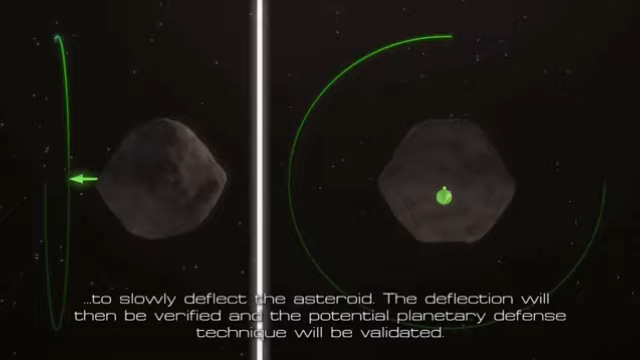 ...to slowly deflect the asteroid. The deflection will
then be verified and the potential planetary defense
technique will be validated.